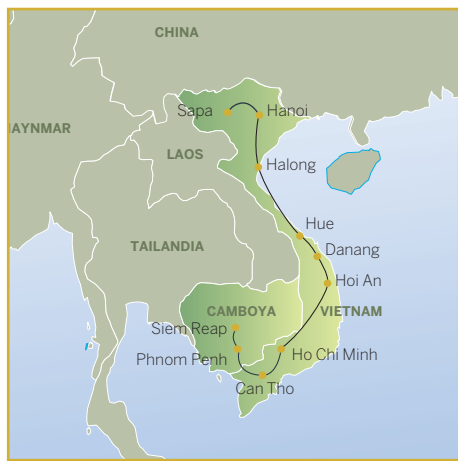 CHINA
Sapa
Hanoi
AYNMAR
LAOS
Halong
Hue
TAILANDIA
Danang
Hoi An
CAMBOYA
VIETNAM
Siem Reap
Phnom Penh
Ho Chi Minh
Can Tho